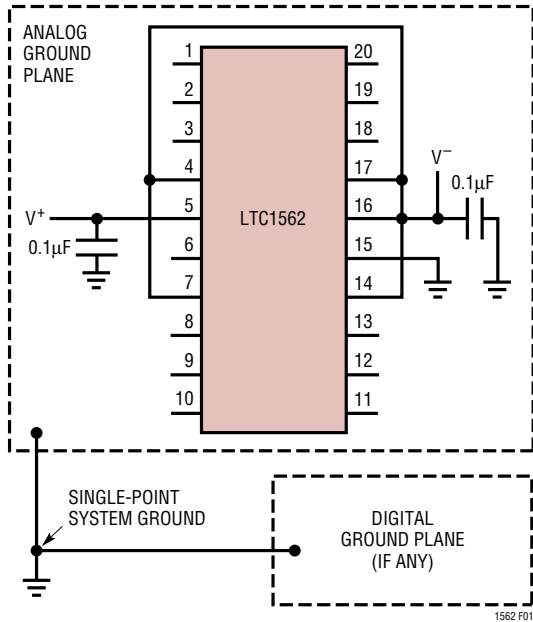 ANALOG
GROUND
PLANE
1
2
3
4
5
6
7
8
9
10
20
19
18
17
16
15
14
13
12
11
LTC1562
V+
0.1µF
V−
0.1µF
SINGLE-POINT
SYSTEM GROUND
DIGITAL
GROUND PLANE
(IF ANY)
1562 F01